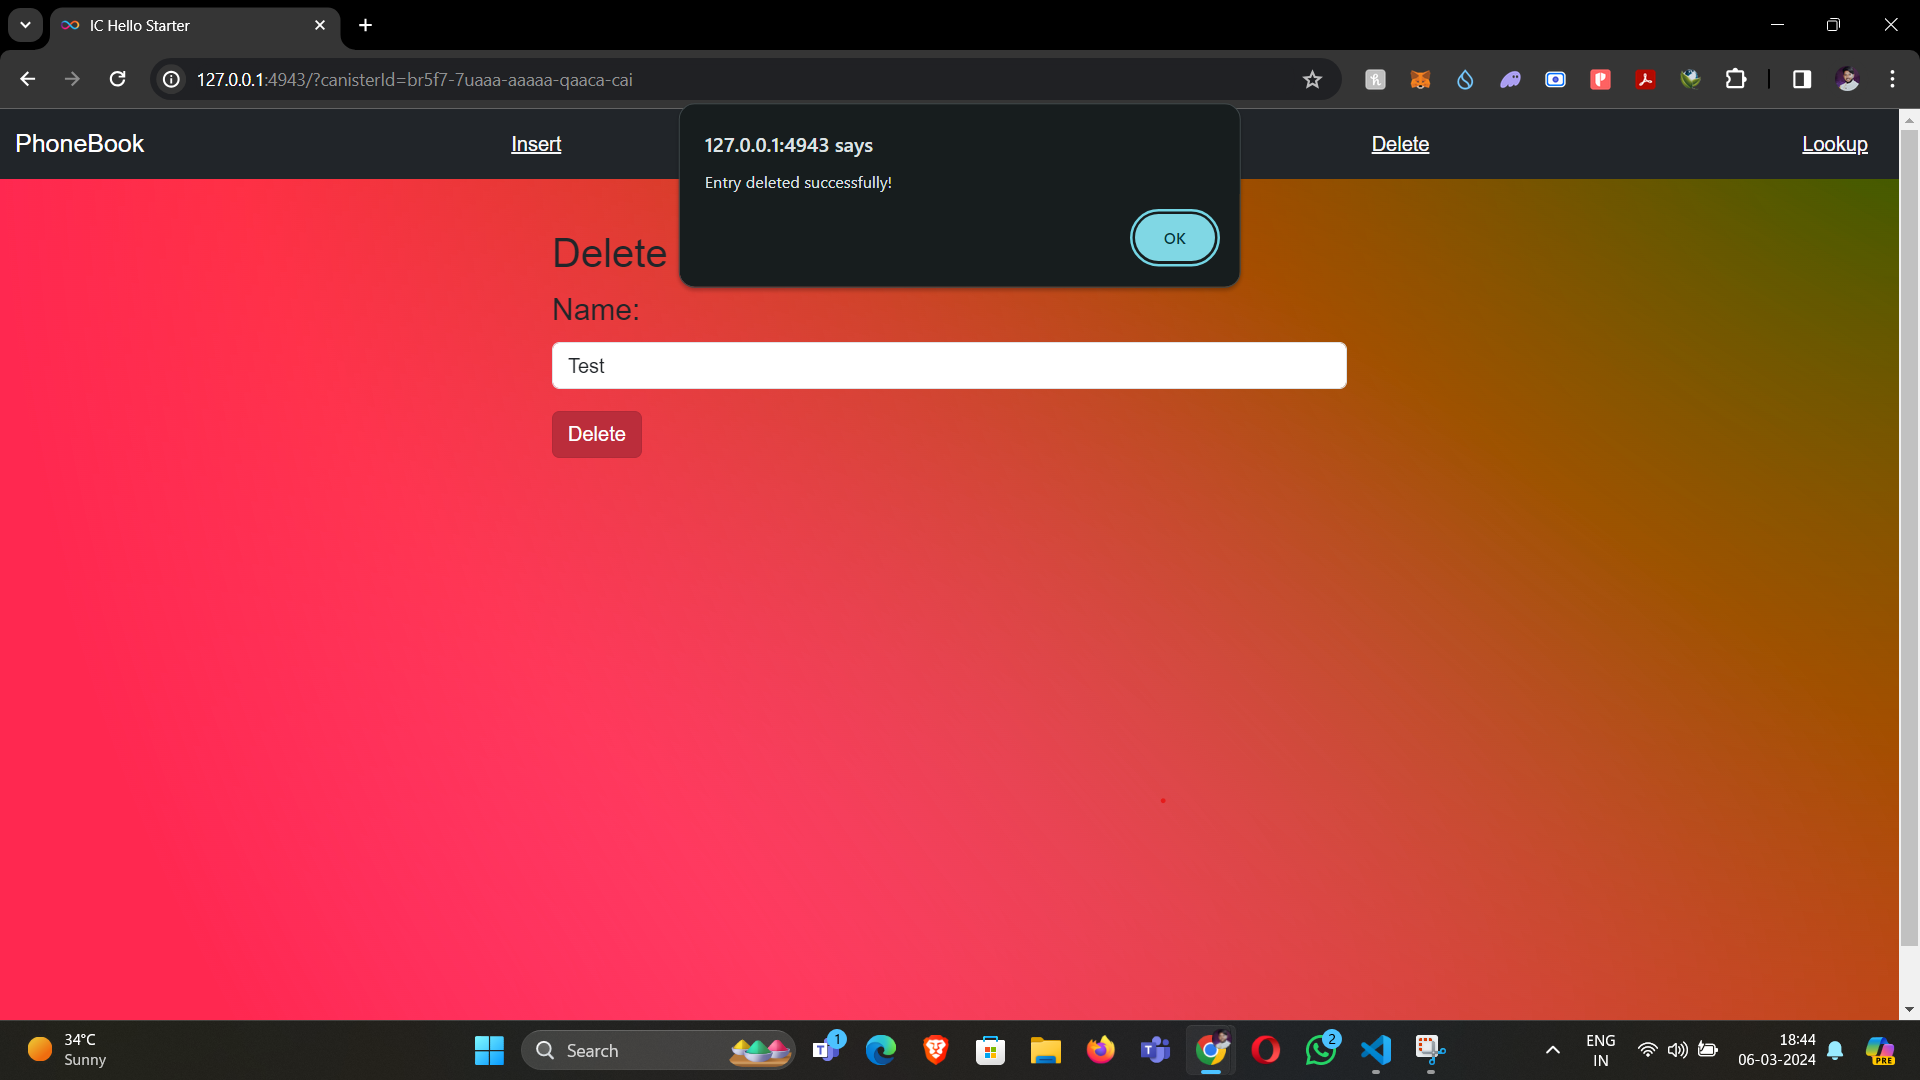 IC Hello Starter
127.0.0.1:4943/?canisterId=br5f7-7uaaa-aaaaa-qaaca-cai
PhoneBook
Insert
Delete
Lookup
127.0.0.1:4943 says
Entry deleted successfully!
OK
Delete
Name:
Test
Delete
34°C
Sunny
Search
1
2
ENG
IN
18:44
06-03-2024
PRE